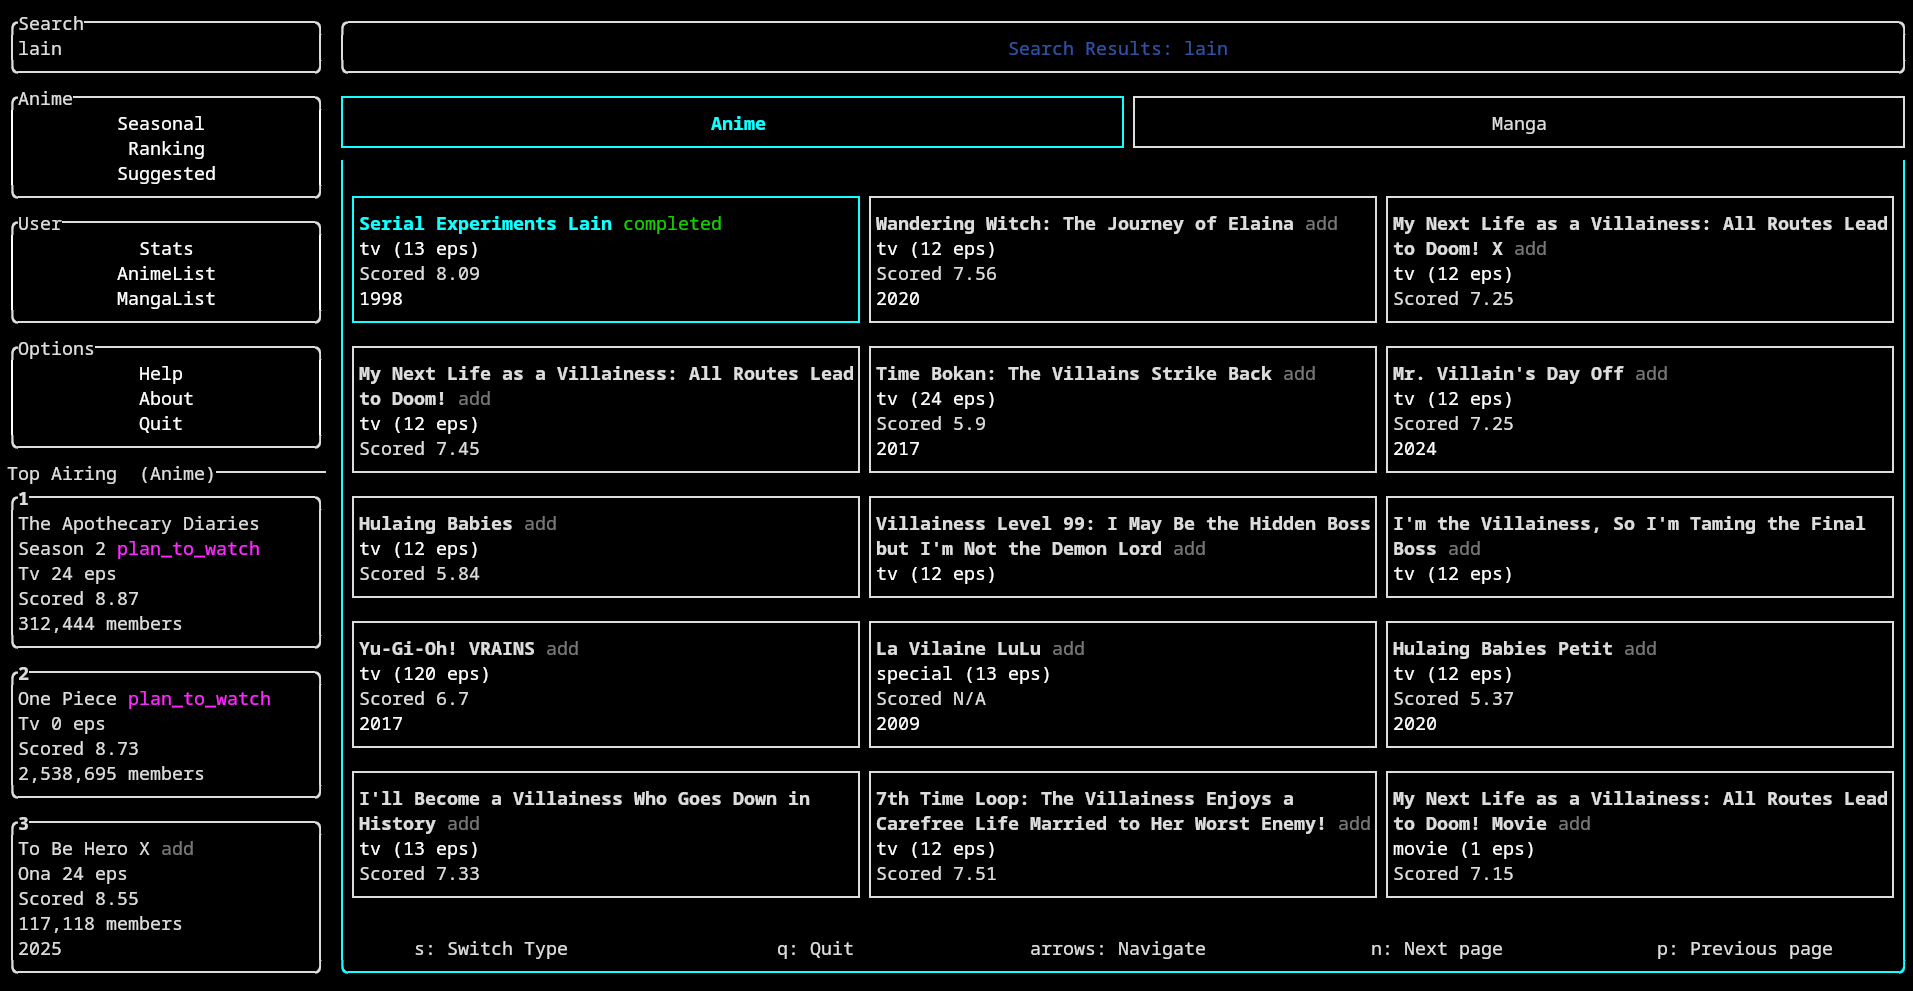 Search
lain
Anime
Seasonal
Ranking
Suggested
User
Stats
AnimeList
MangaList
Options
Help
About
Quit
Top Airing  (Anime)
1
The Apothecary Diaries
Season 2 plan_to_watch
Tv 24 eps
Scored 8.87
312,444 members
2
One Piece plan_to_watch
Tv 0 eps
Scored 8.73
2,538,695 members
3
To Be Hero X add
Ona 24 eps
Scored 8.55
117,118 members
2025
Search Results: lain
Anime
Manga
Serial Experiments Lain completed
tv (13 eps)
Scored 8.09
1998
Wandering Witch: The Journey of Elaina add
tv (12 eps)
Scored 7.56
2020
My Next Life as a Villainess: All Routes Lead
to Doom! X add
tv (12 eps)
Scored 7.25
My Next Life as a Villainess: All Routes Lead
to Doom! add
tv (12 eps)
Scored 7.45
Time Bokan: The Villains Strike Back add
tv (24 eps)
Scored 5.9
2017
Mr. Villain's Day Off add
tv (12 eps)
Scored 7.25
2024
Hulaing Babies add
tv (12 eps)
Scored 5.84
Villainess Level 99: I May Be the Hidden Boss
but I'm Not the Demon Lord add
tv (12 eps)
I'm the Villainess, So I'm Taming the Final
Boss add
tv (12 eps)
Yu-Gi-Oh! VRAINS add
tv (120 eps)
Scored 6.7
2017
La Vilaine LuLu add
special (13 eps)
Scored N/A
2009
Hulaing Babies Petit add
tv (12 eps)
Scored 5.37
2020
I'll Become a Villainess Who Goes Down in
History add
tv (13 eps)
Scored 7.33
7th Time Loop: The Villainess Enjoys a
Carefree Life Married to Her Worst Enemy! add
tv (12 eps)
Scored 7.51
My Next Life as a Villainess: All Routes Lead
to Doom! Movie add
movie (1 eps)
Scored 7.15
s: Switch Type
q: Quit
arrows: Navigate
n: Next page
p: Previous page